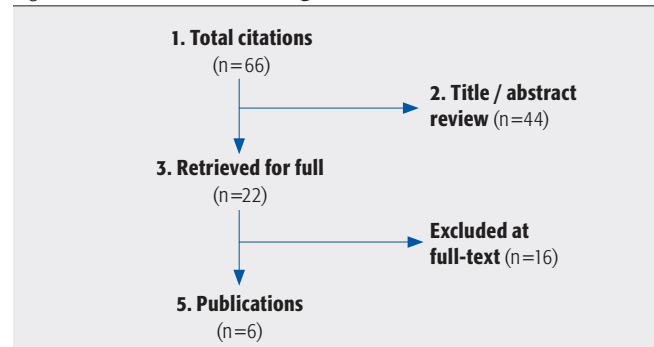 1. Total citations
(n=66)
2. Title / abstract
review (n=44)
3. Retrieved for full
(n=22)
Excluded at
full-text (n=16)
5. Publications
(n=6)